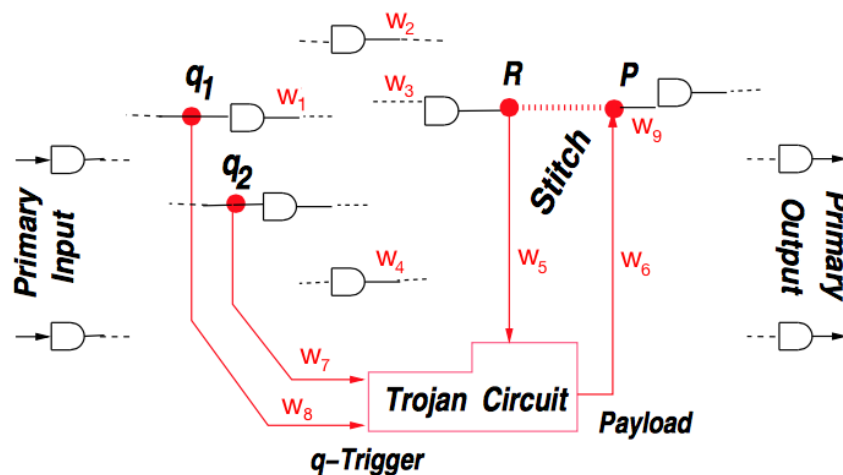 W2
q1
W1
W3
R
P
W9
Stitch
Primary
Input
q2
Primary
Output
W4
W5
W6
W7
W8
Trojan Circuit
Payload
q-Trigger